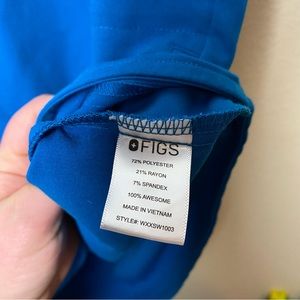 FIGS
72% POLYESTER
21% RAYON
7% SPANDEX
100% AWESOME
MADE IN VIETNAM
STYLE#: WXXSW1003